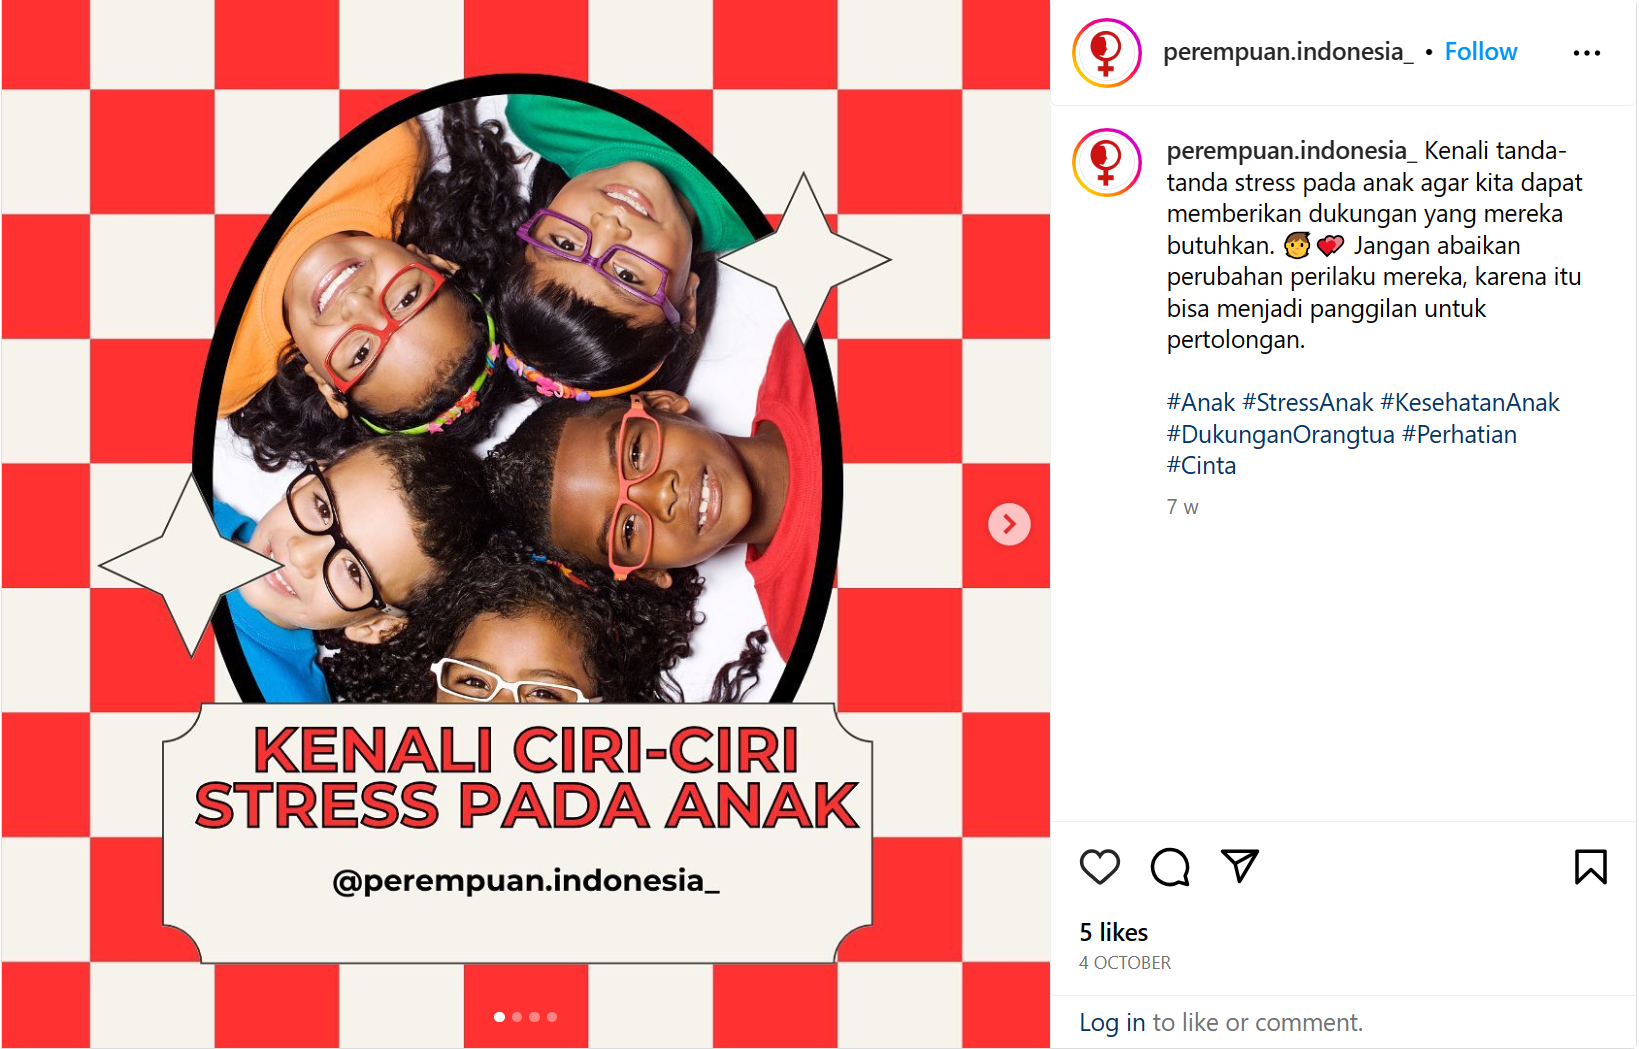 KENALI CIRI-CIRI
STRESS PADA ANAK
@perempuan.indonesia_
perempuan.indonesia_ • Follow
perempuan.indonesia_ Kenali tanda-
tanda stress pada anak agar kita dapat
memberikan dukungan yang mereka
butuhkan. 🧒💞 Jangan abaikan
perubahan perilaku mereka, karena itu
bisa menjadi panggilan untuk
pertolongan.
#Anak #StressAnak #KesehatanAnak
#DukunganOrangtua #Perhatian
#Cinta
7 w
5 likes
4 OCTOBER
Log in to like or comment.